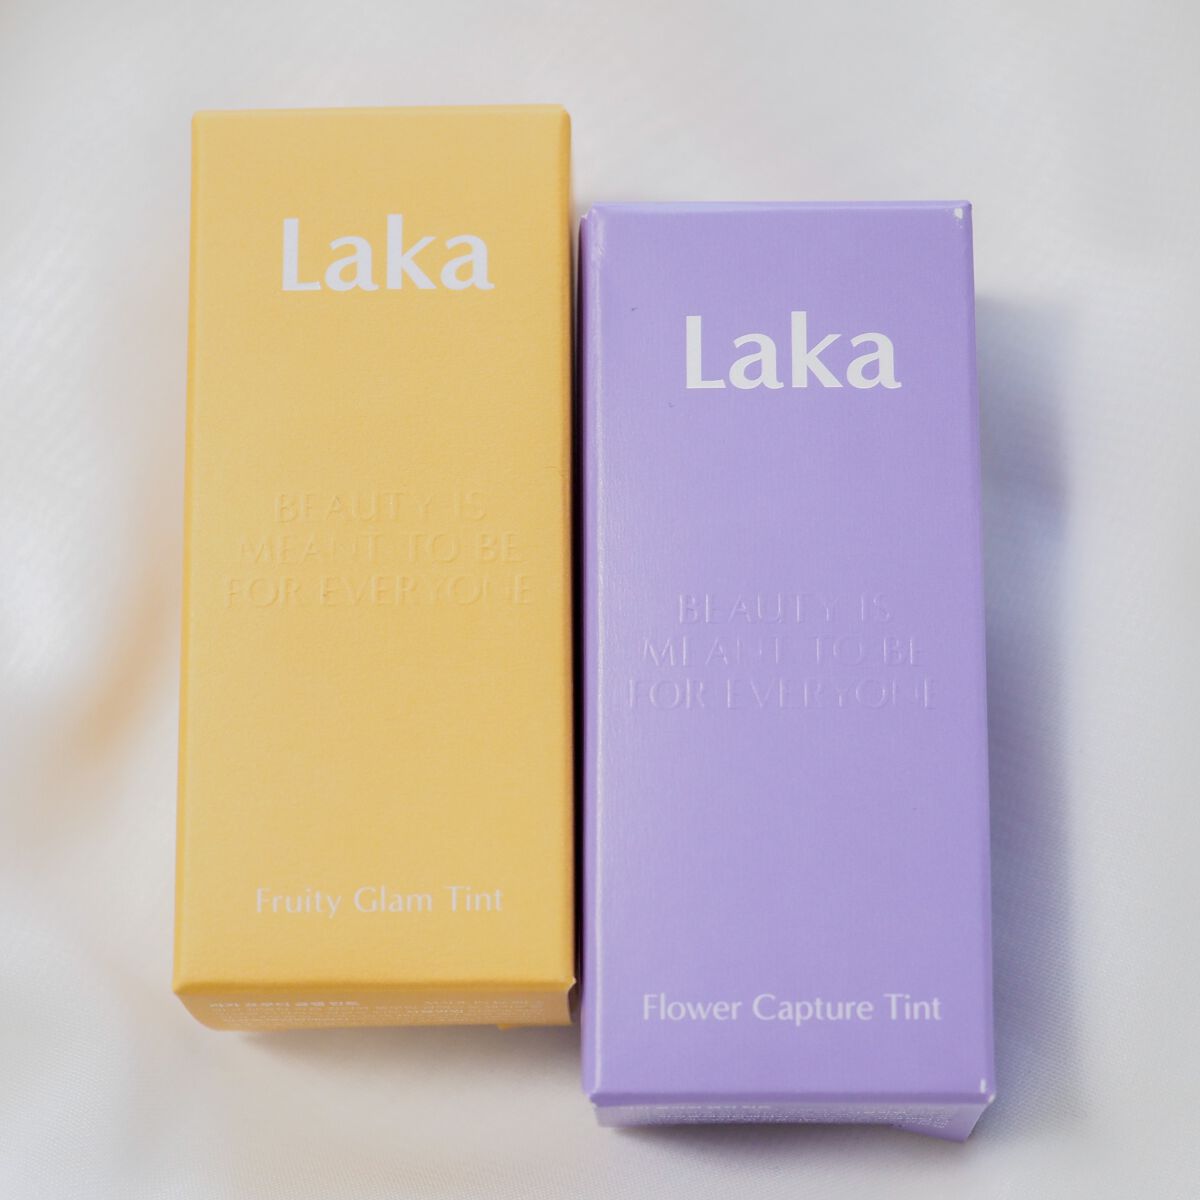 Laka
BEAUTY IS
MEANT TO BE
FOR EVERYONE
Fruity Glam Tint
Laka
BEAUTY IS
MEANT TO BE
FOR EVERYONE
Flower Capture Tint